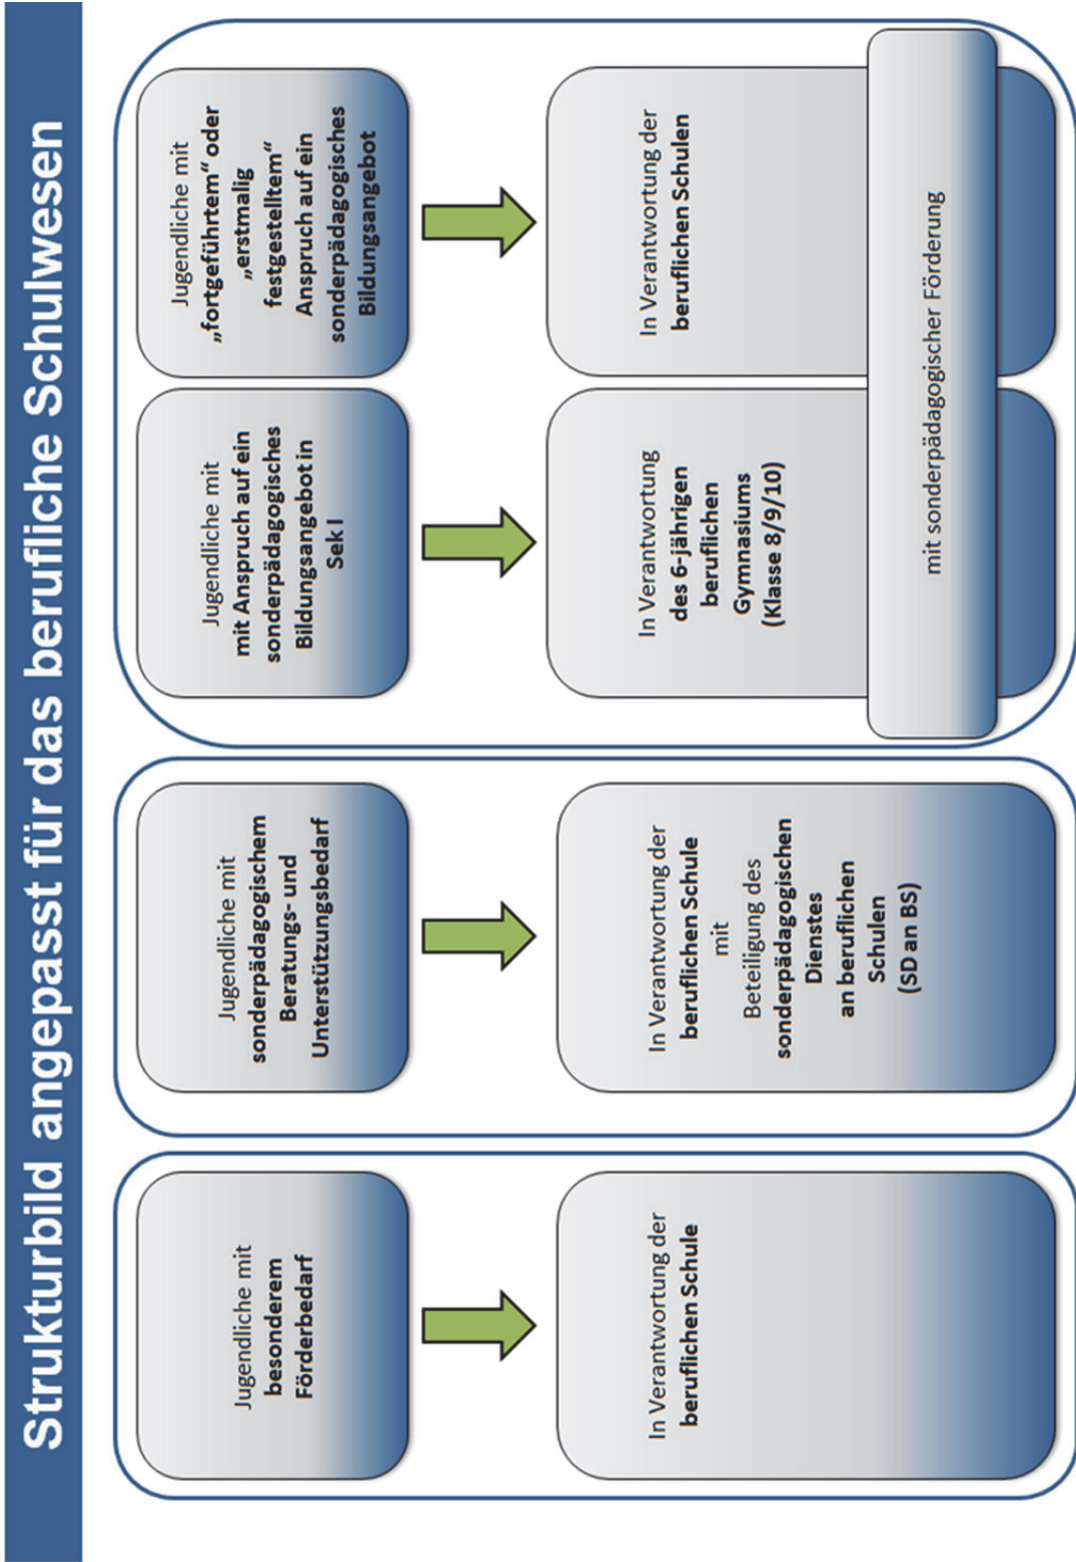 Strukturbild angepasst für das berufliche Schulwesen
Jugendliche mit
besonderem
Förderbedarf
In Verantwortung der
beruflichen Schule
Jugendliche mit
sonderpädagogischem
Beratungs- und
Unterstützungsbedarf
In Verantwortung der
beruflichen Schule
mit
Beteiligung des
sonderpädagogischen
Dienstes
an beruflichen
Schulen
(SD an BS)
Jugendliche mit
mit Anspruch auf ein
sonderpädagogisches
Bildungsangebot in
Sek I
In Verantwortung
des 6-jährigen
beruflichen
Gymnasiums
(Klasse 8/9/10)
Jugendliche mit
„fortgeführtem“ oder
„erstmalig
festgestelltem“
Anspruch auf ein
sonderpädagogisches
Bildungsangebot
In Verantwortung der
beruflichen Schulen
mit sonderpädagogischer Förderung